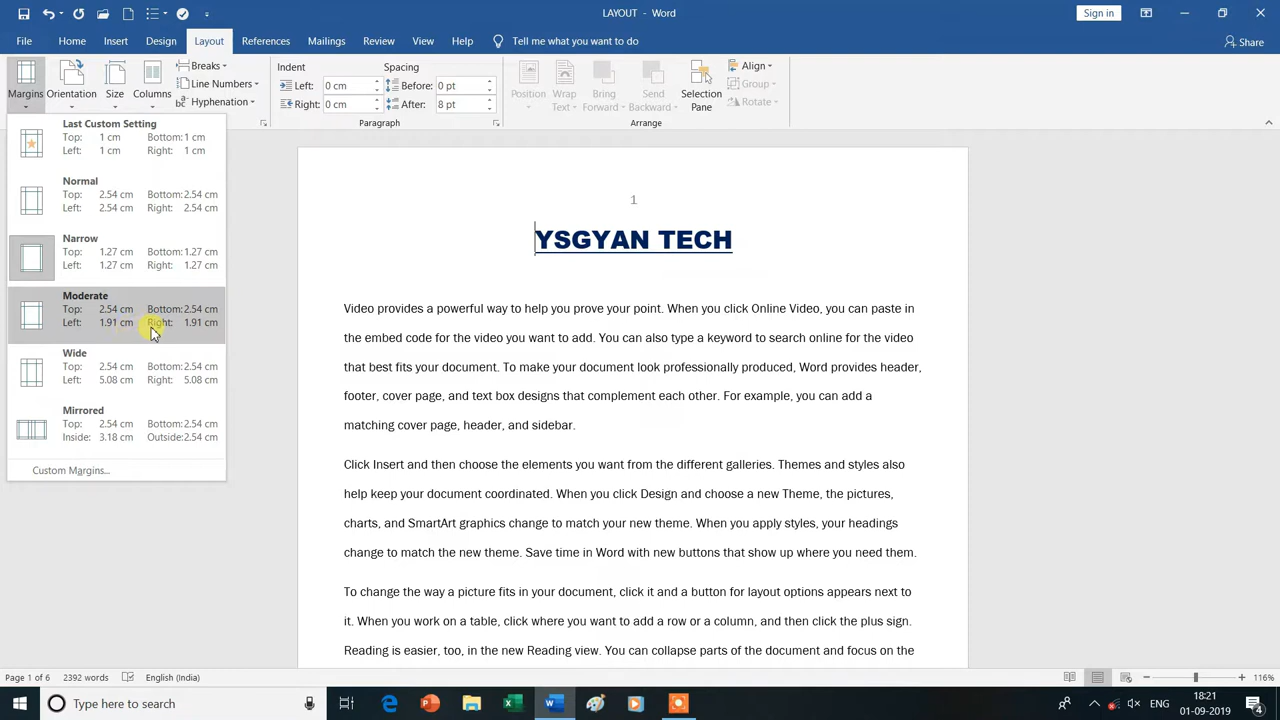 LAYOUT - Word
Sign in
File Home Insert Design Layout References Mailings Review View Help Tell me what you want to do
Share
Margins Orientation Size Columns
Breaks
Line Numbers
Hyphenation
Indent
Left: 0 cm
Right: 0 cm
Spacing
Before: 0 pt
After: 8 pt
Paragraph
Position
Wrap Text
Bring Forward
Send Backward
Selection Pane
Align
Group
Rotate
Arrange
Last Custom Setting
Top: 1 cm Bottom: 1 cm
Left: 1 cm Right: 1 cm
Normal
Top: 2.54 cm Bottom: 2.54 cm
Left: 2.54 cm Right: 2.54 cm
Narrow
Top: 1.27 cm Bottom: 1.27 cm
Left: 1.27 cm Right: 1.27 cm
Moderate
Top: 2.54 cm Bottom: 2.54 cm
Left: 1.91 cm Right: 1.91 cm
Wide
Top: 2.54 cm Bottom: 2.54 cm
Left: 5.08 cm Right: 5.08 cm
Mirrored
Top: 2.54 cm Bottom: 2.54 cm
Inside: 3.18 cm Outside: 2.54 cm
Custom Margins...
1
YSGYAN TECH
Video provides a powerful way to help you prove your point. When you click Online Video, you can paste in
the embed code for the video you want to add. You can also type a keyword to search online for the video
that best fits your document. To make your document look professionally produced, Word provides header,
footer, cover page, and text box designs that complement each other. For example, you can add a
matching cover page, header, and sidebar.
Click Insert and then choose the elements you want from the different galleries. Themes and styles also
help keep your document coordinated. When you click Design and choose a new Theme, the pictures,
charts, and SmartArt graphics change to match your new theme. When you apply styles, your headings
change to match the new theme. Save time in Word with new buttons that show up where you need them.
To change the way a picture fits in your document, click it and a button for layout options appears next to
it. When you work on a table, click where you want to add a row or a column, and then click the plus sign.
Reading is easier, too, in the new Reading view. You can collapse parts of the document and focus on the
Page 1 of 6 2392 words English (India)
116%
Type here to search
ENG
18:21
01-09-2019
4